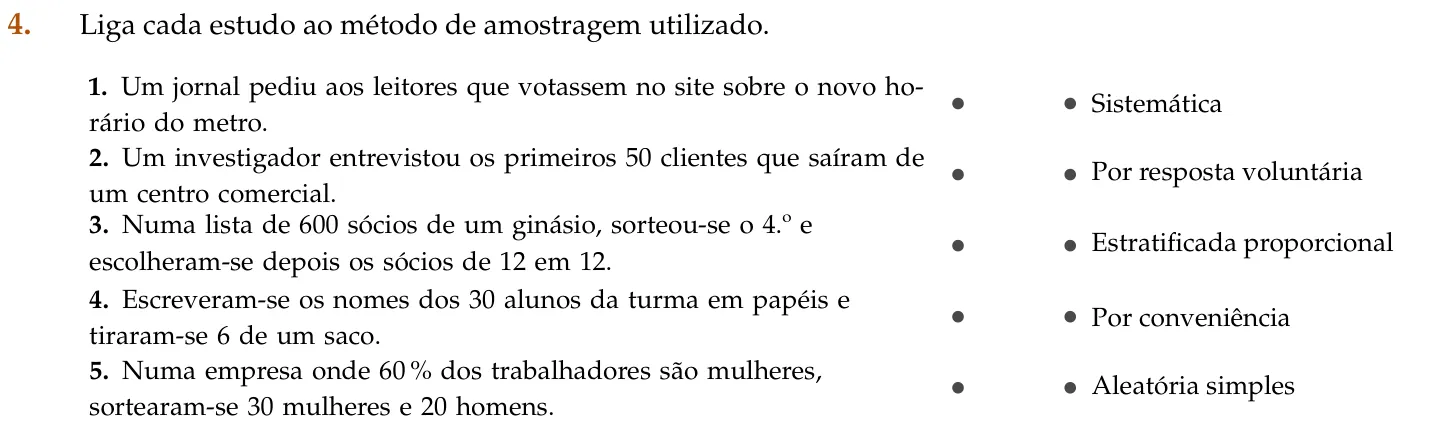 4. Liga cada estudo ao método de amostragem utilizado.
1. Um jornal pediu aos leitores que votassem no site sobre o novo ho-
rário do metro.
2. Um investigador entrevistou os primeiros 50 clientes que saíram de
um centro comercial.
3. Numa lista de 600 sócios de um ginásio, sorteou-se o 4.º e
escolheram-se depois os sócios de 12 em 12.
4. Escreveram-se os nomes dos 30 alunos da turma em papéis e
tiraram-se 6 de um saco.
5. Numa empresa onde 60 % dos trabalhadores são mulheres,
sortearam-se 30 mulheres e 20 homens.
Sistemática
Por resposta voluntária
Estratificada proporcional
Por conveniência
Aleatória simples